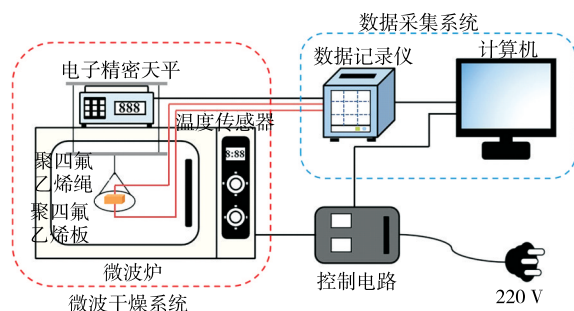 数据采集系统
数据记录仪
计算机
电子精密天平
888
温度传感器
8:88
聚四氟
乙烯绳
聚四氟
乙烯板
微波炉
控制电路
220 V
微波干燥系统